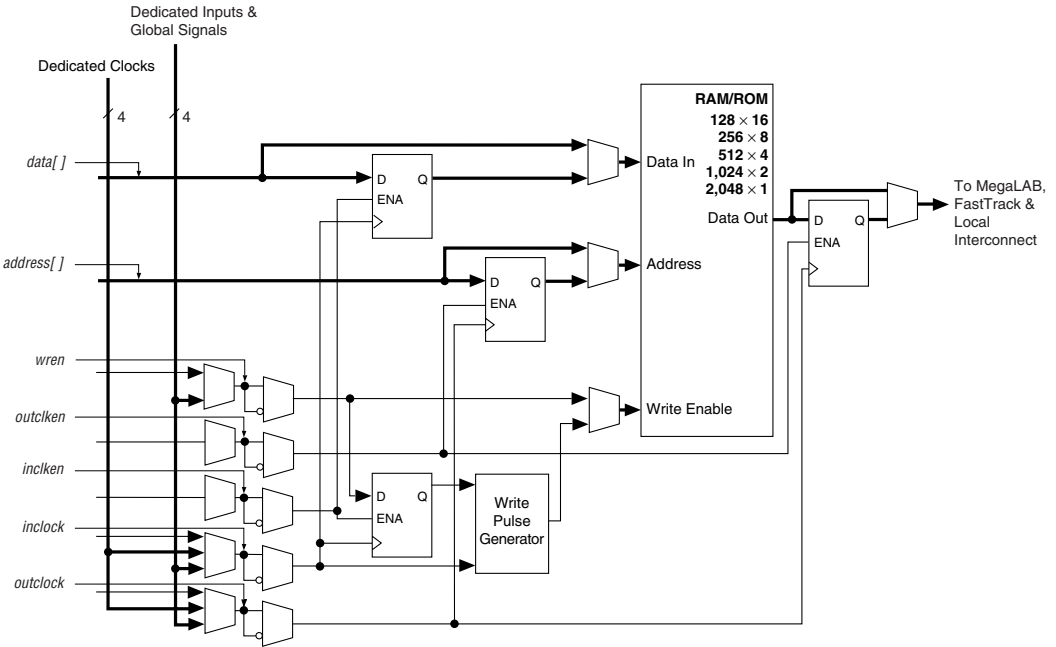 Dedicated Inputs &
Global Signals
Dedicated Clocks
4
4
RAM/ROM
128 × 16
256 × 8
512 × 4
1,024 × 2
2,048 × 1
data[ ]
D
Q
ENA
Data In
Data Out
D
Q
ENA
To MegaLAB,
FastTrack &
Local
Interconnect
address[ ]
D
Q
ENA
Address
wren
outclken
Write Enable
inclken
D
Q
ENA
Write
Pulse
Generator
inclock
outclock